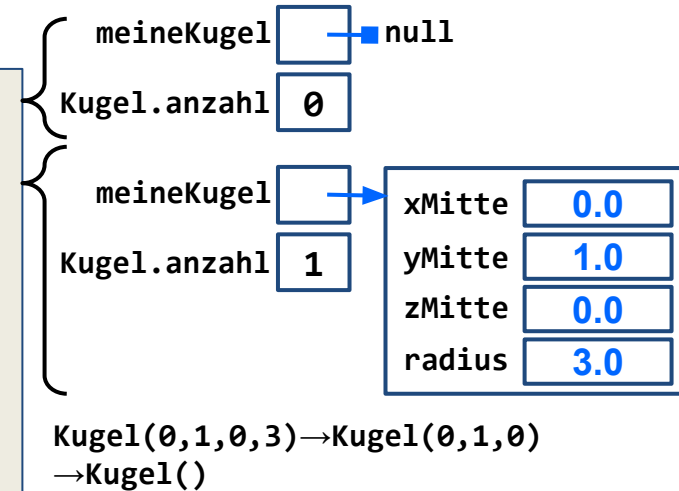 meineKugel null
Kugel.anzahl 0
meineKugel
xMitte 0.0
Kugel.anzahl 1
yMitte 1.0
zMitte 0.0
radius 3.0
Kugel(0,1,0,3)→Kugel(0,1,0)
→Kugel()